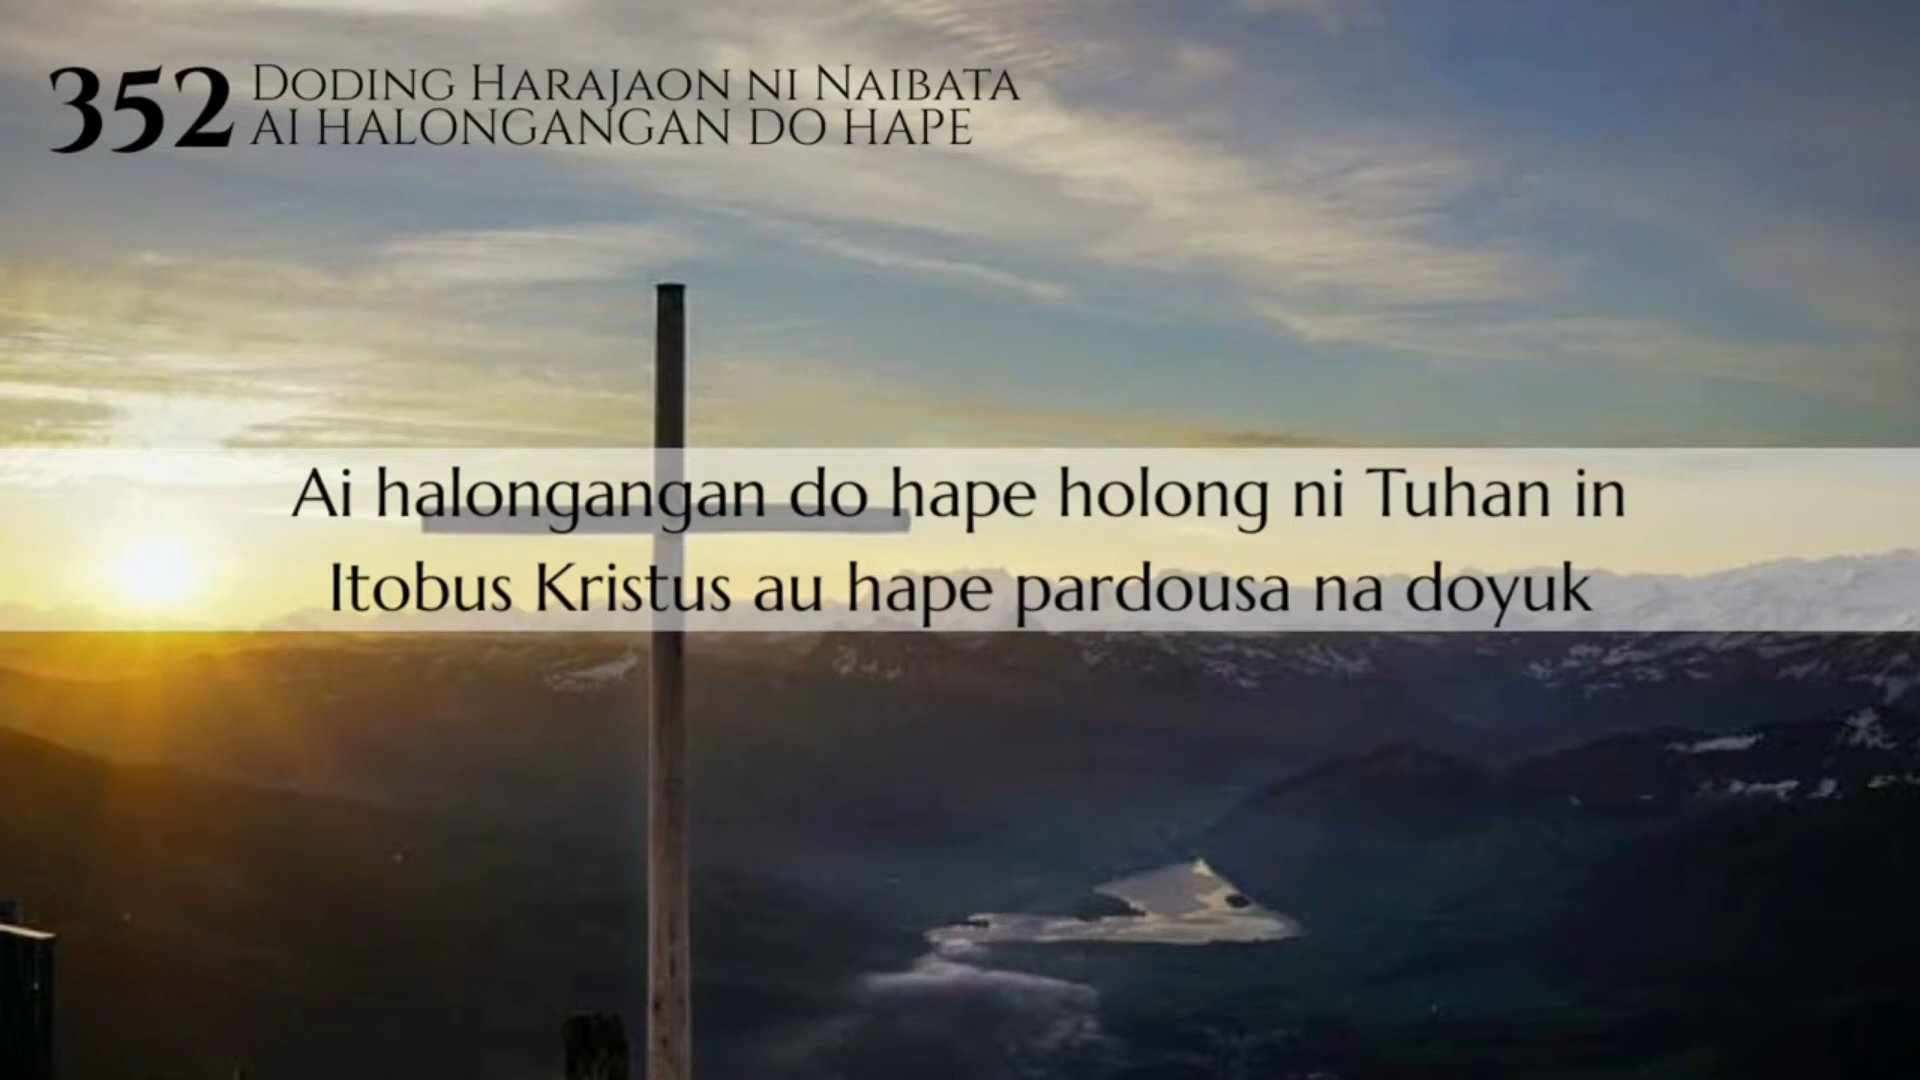 352 DODING HARAJAON NI NAIBATA
AI HALONGANGAN DO HAPE
Ai halongangan do hape holong ni Tuhan in
Itobus Kristus au hape pardousa na doyuk